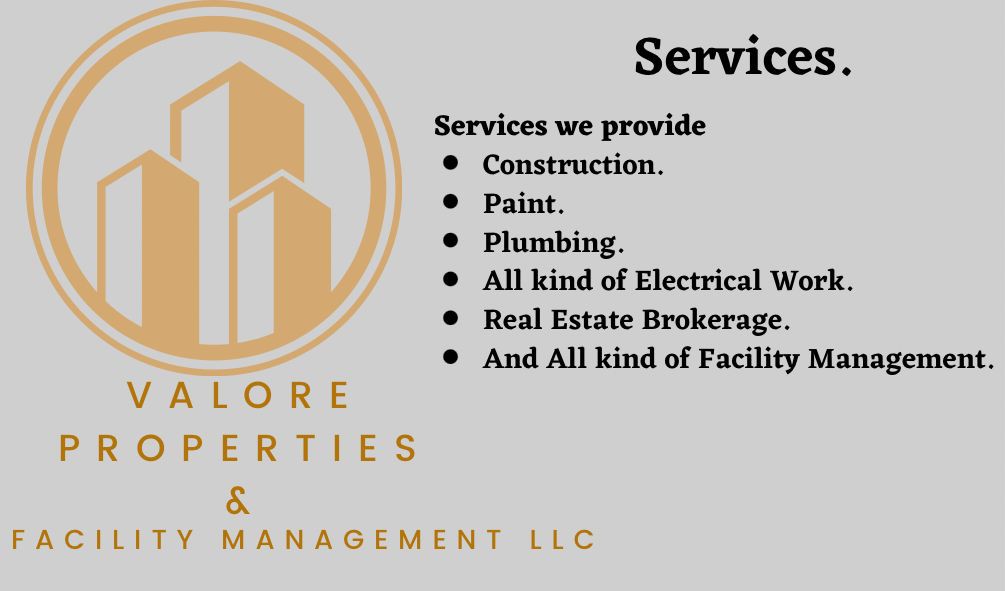 Services.
Services we provide
Construction.
Paint.
Plumbing.
All kind of Electrical Work.
Real Estate Brokerage.
And All kind of Facility Management.
VALORE
PROPERTIES
&
FACILITY MANAGEMENT LLC